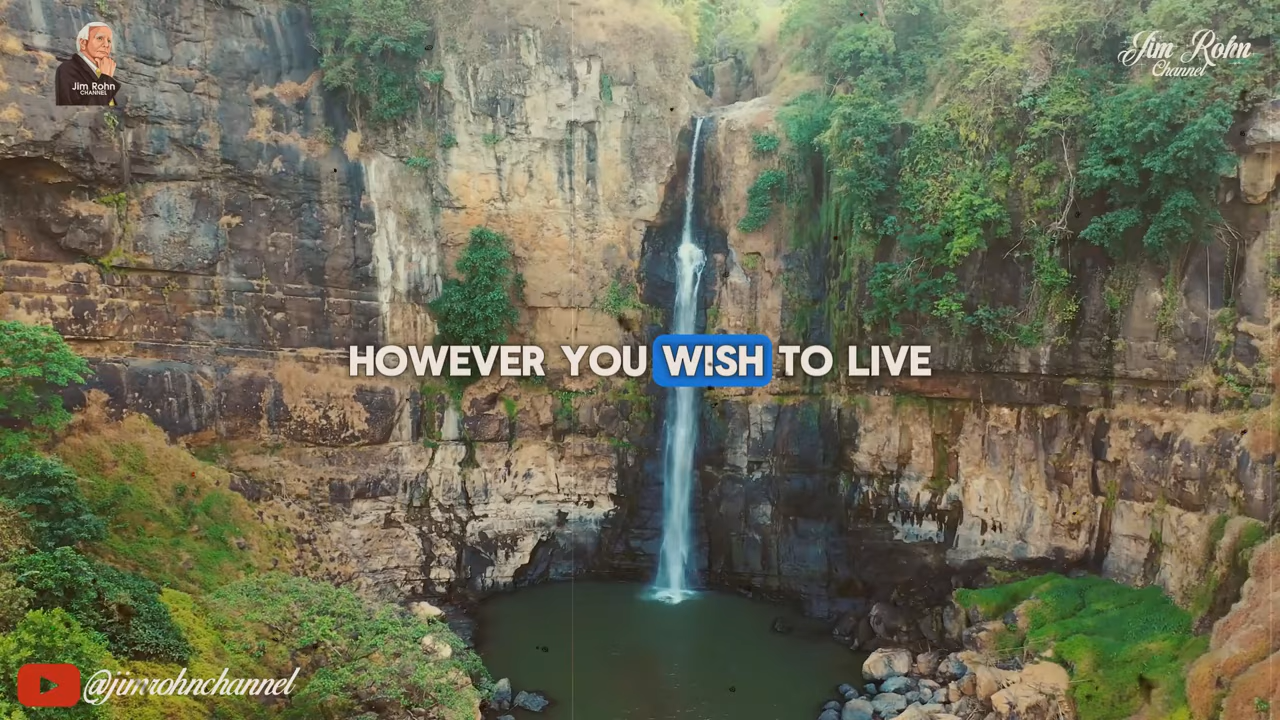 Jim Rohn
CHANNEL
Jim Rohn
Channel
HOWEVER YOU WISH TO LIVE
@jimrohnchannel